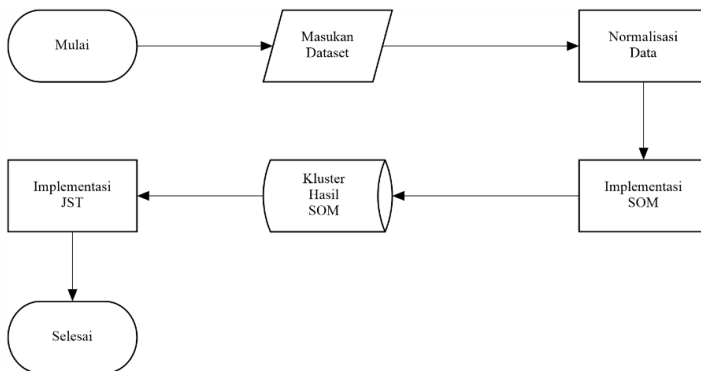 Mulai
Masukan
Dataset
Normalisasi
Data
Implementasi
SOM
Kluster
Hasil
SOM
Implementasi
JST
Selesai